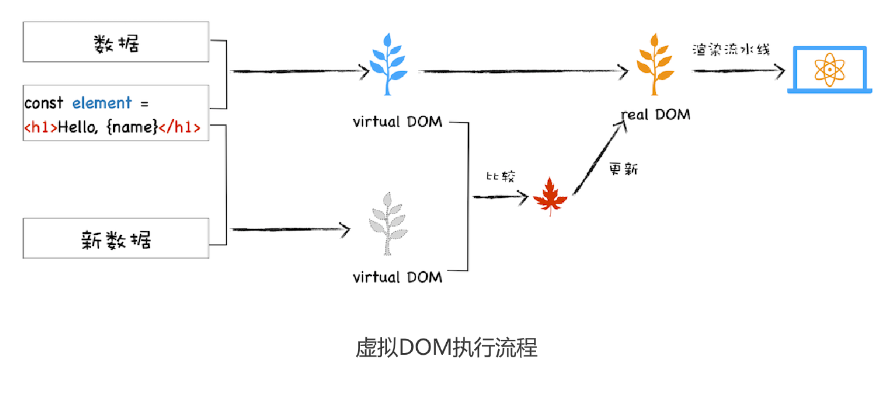 数据
const element =
<h1>Hello, {name}</h1>
新数据
virtual DOM
virtual DOM
比较
更新
real DOM
渲染流水线
虚拟DOM执行流程